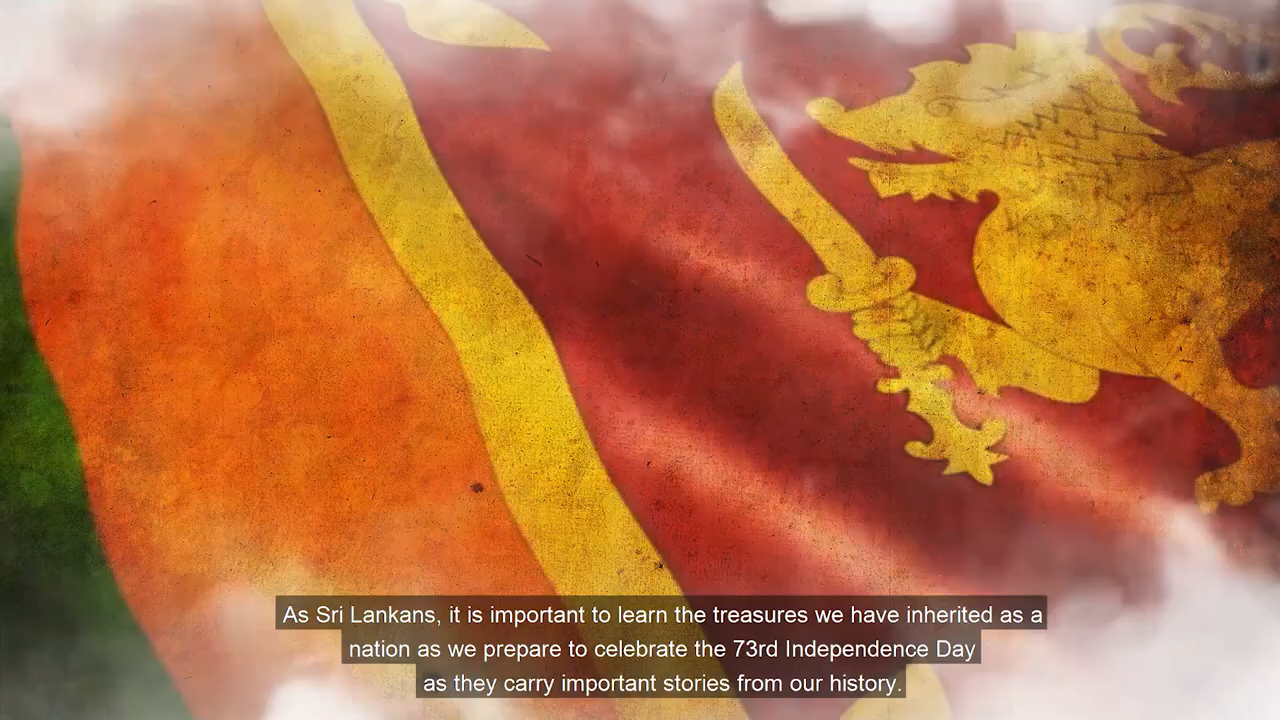 As Sri Lankans, it is important to learn the treasures we have inherited as a
nation as we prepare to celebrate the 73rd Independence Day
as they carry important stories from our history.